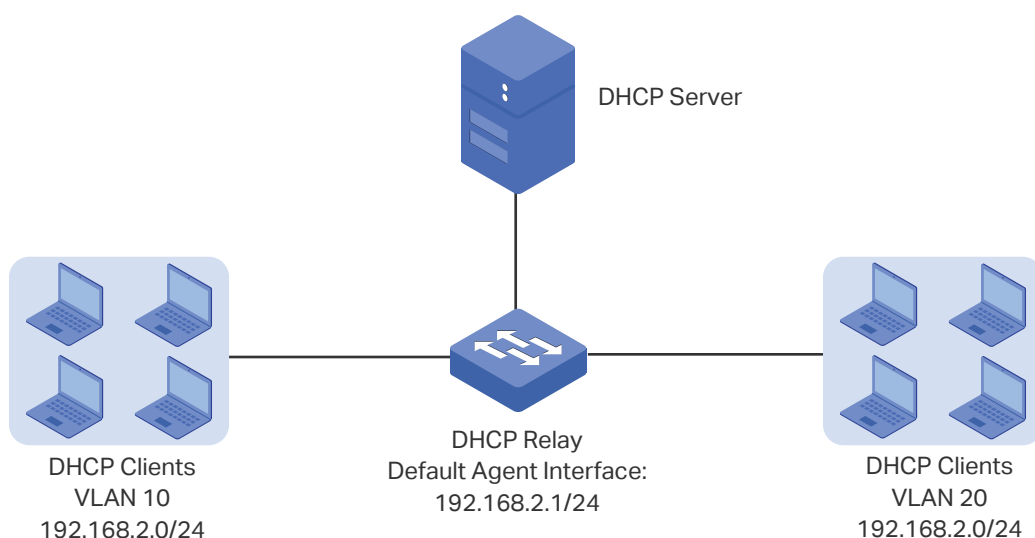 DHCP Server
DHCP Clients
VLAN 10
192.168.2.0/24
DHCP Relay
Default Agent Interface:
192.168.2.1/24
DHCP Clients
VLAN 20
192.168.2.0/24